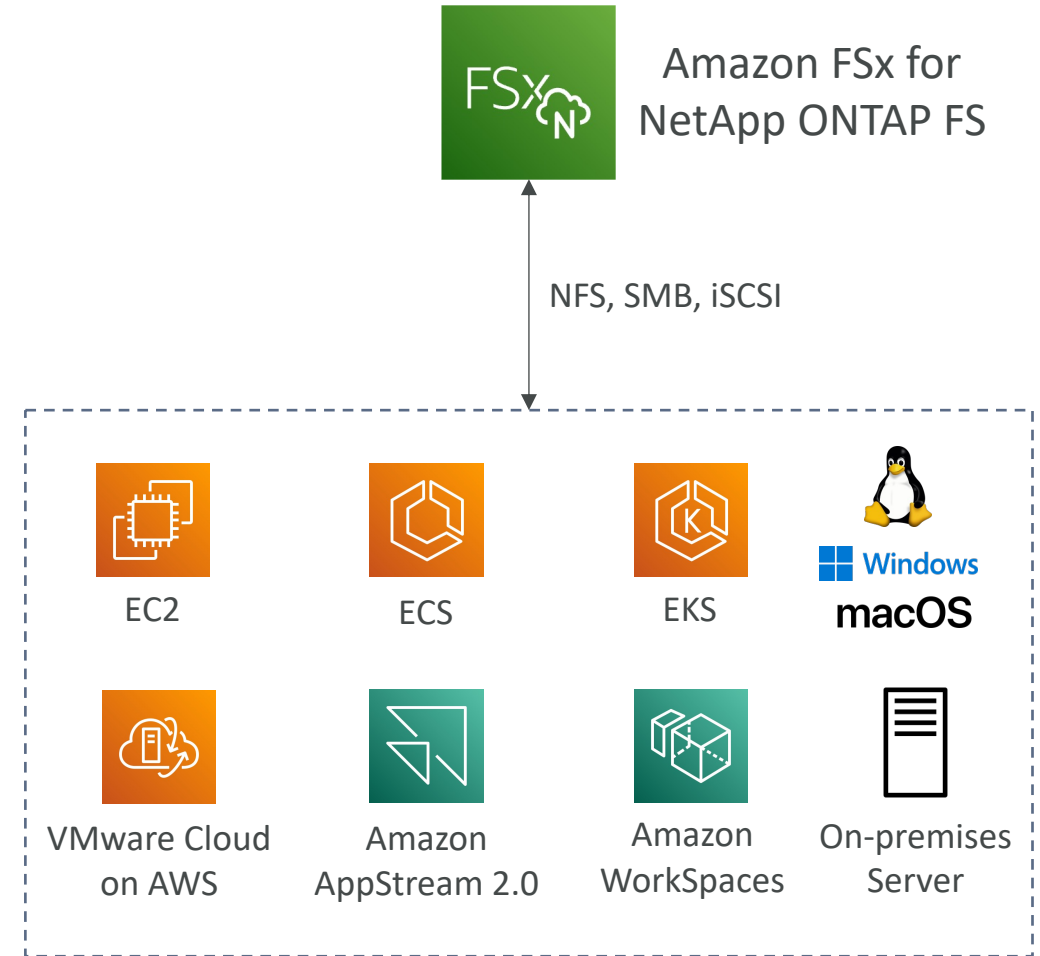 FSx
N
Amazon FSx for
NetApp ONTAP FS
NFS, SMB, iSCSI
EC2
ECS
K
EKS
Windows
macOS
VMware Cloud
on AWS
Amazon
AppStream 2.0
Amazon
WorkSpaces
On-premises
Server